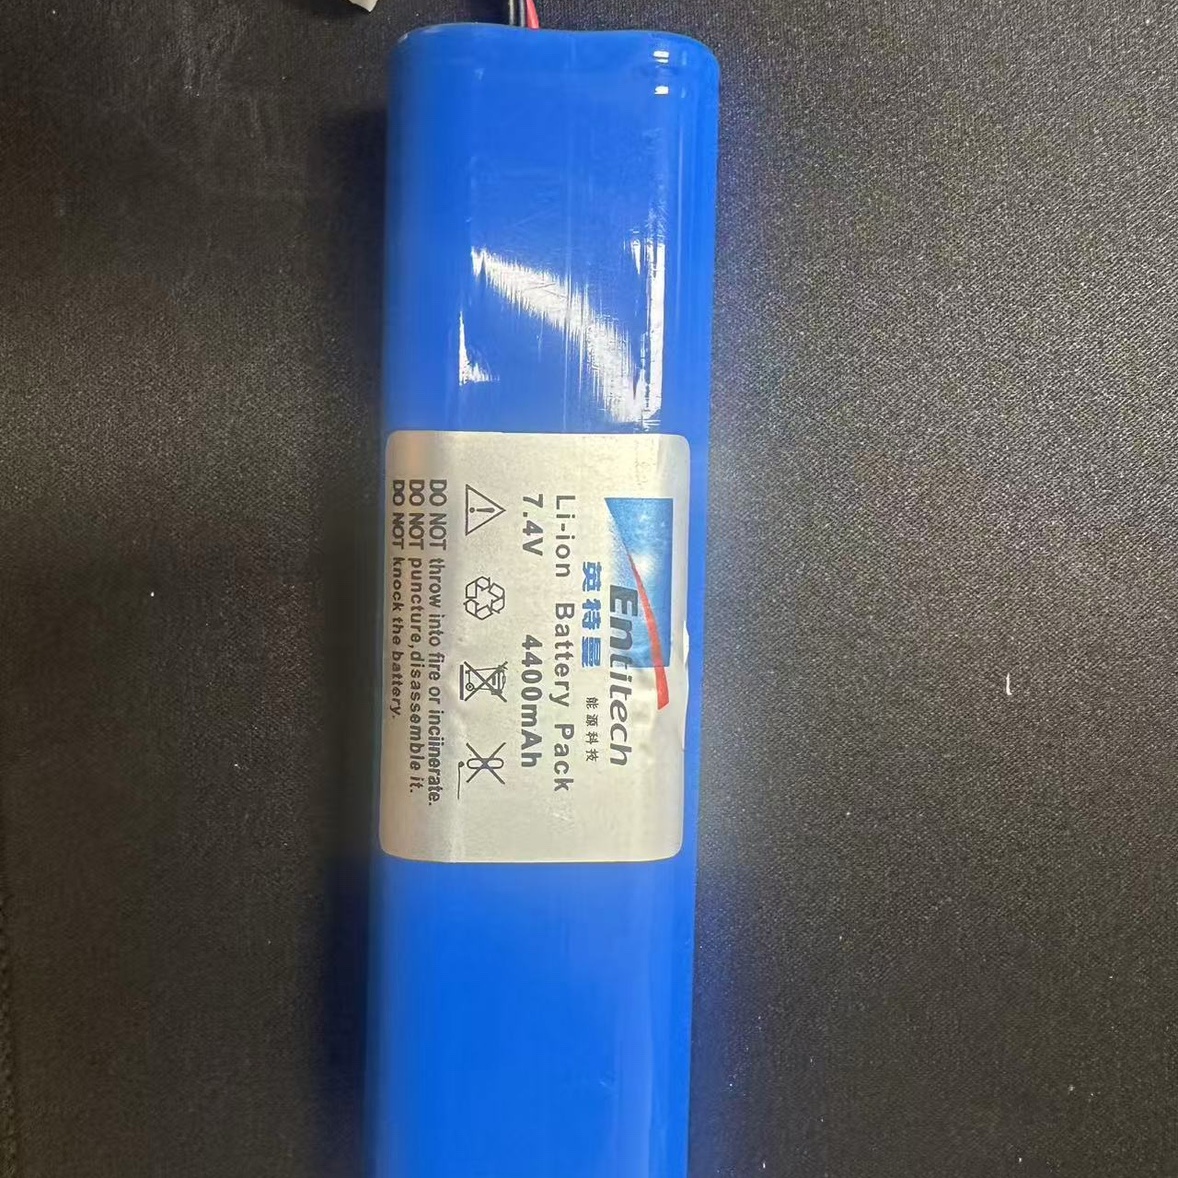 Entitech
英特曼 能源科技
Li-ion Battery Pack
7.4V 4400mAh
DO NOT throw into fire or inciinerate.
DO NOT puncture,disassemble it.
DO NOT knock the battery.